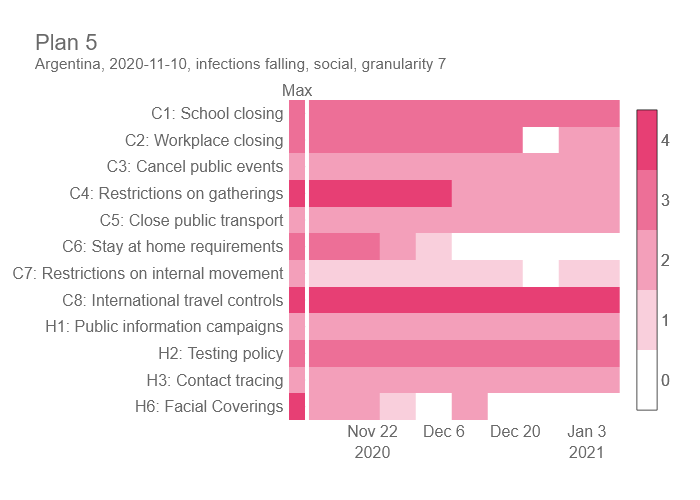 Plan 5
Argentina, 2020-11-10, infections falling, social, granularity 7
Max
C1: School closing
C2: Workplace closing
C3: Cancel public events
C4: Restrictions on gatherings
C5: Close public transport
C6: Stay at home requirements
C7: Restrictions on internal movement
C8: International travel controls
H1: Public information campaigns
H2: Testing policy
H3: Contact tracing
H6: Facial Coverings
4
3
2
1
0
Nov 22 Dec 6 Dec 20 Jan 3
2020 2021